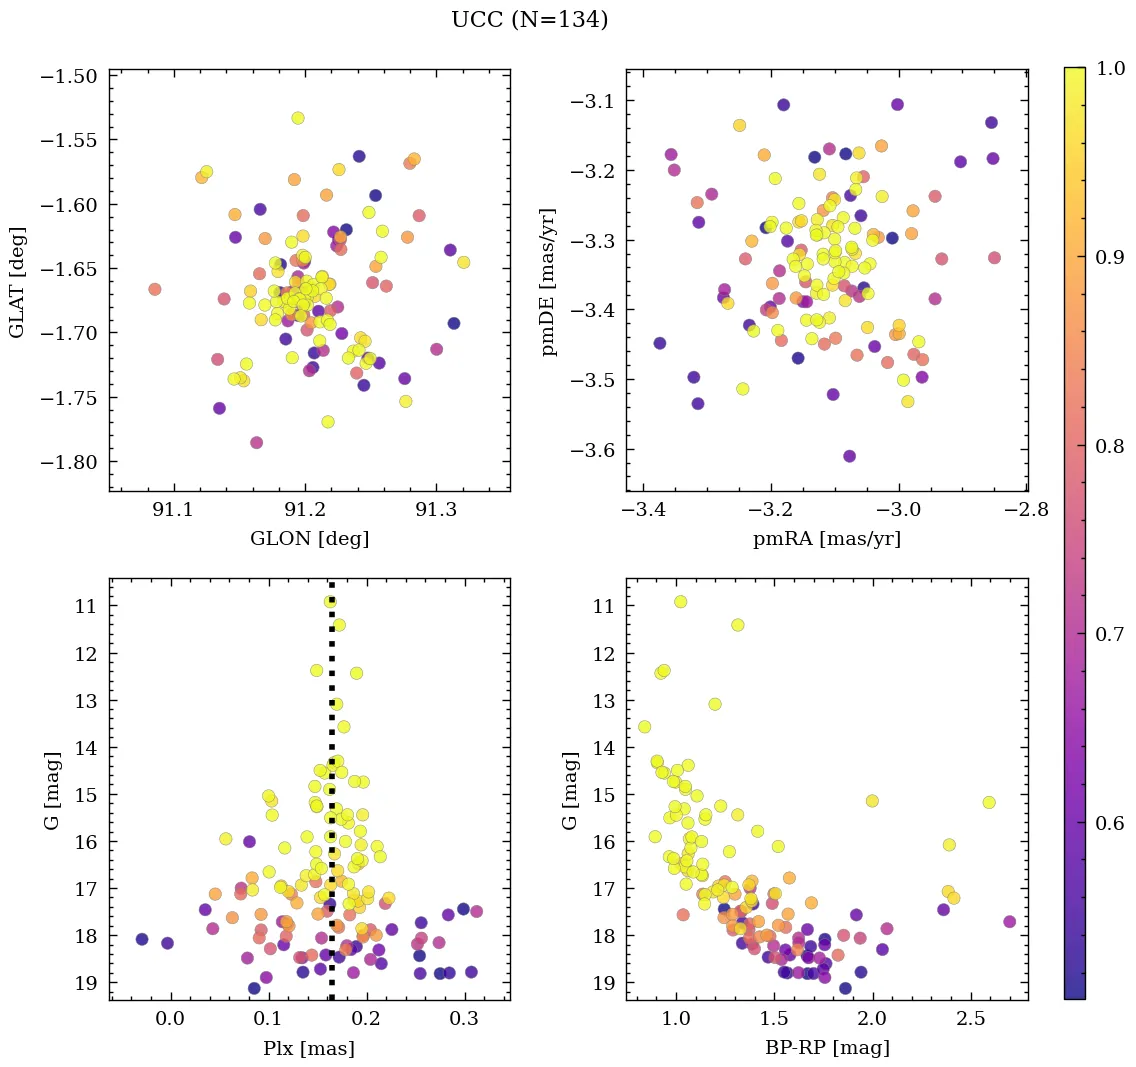 UCC (N=134)
−1.50
−1.55
−1.60
−1.65
−1.70
−1.75
−1.80
GLAT [deg]
91.1 91.2 91.3
GLON [deg]
−3.1
−3.2
−3.3
−3.4
−3.5
−3.6
pmDE [mas/yr]
−3.4 −3.2 −3.0 −2.8
pmRA [mas/yr]
11
12
13
14
15
16
17
18
19
G [mag]
0.0 0.1 0.2 0.3
Plx [mas]
11
12
13
14
15
16
17
18
19
G [mag]
1.0 1.5 2.0 2.5
BP-RP [mag]
1.0
0.9
0.8
0.7
0.6